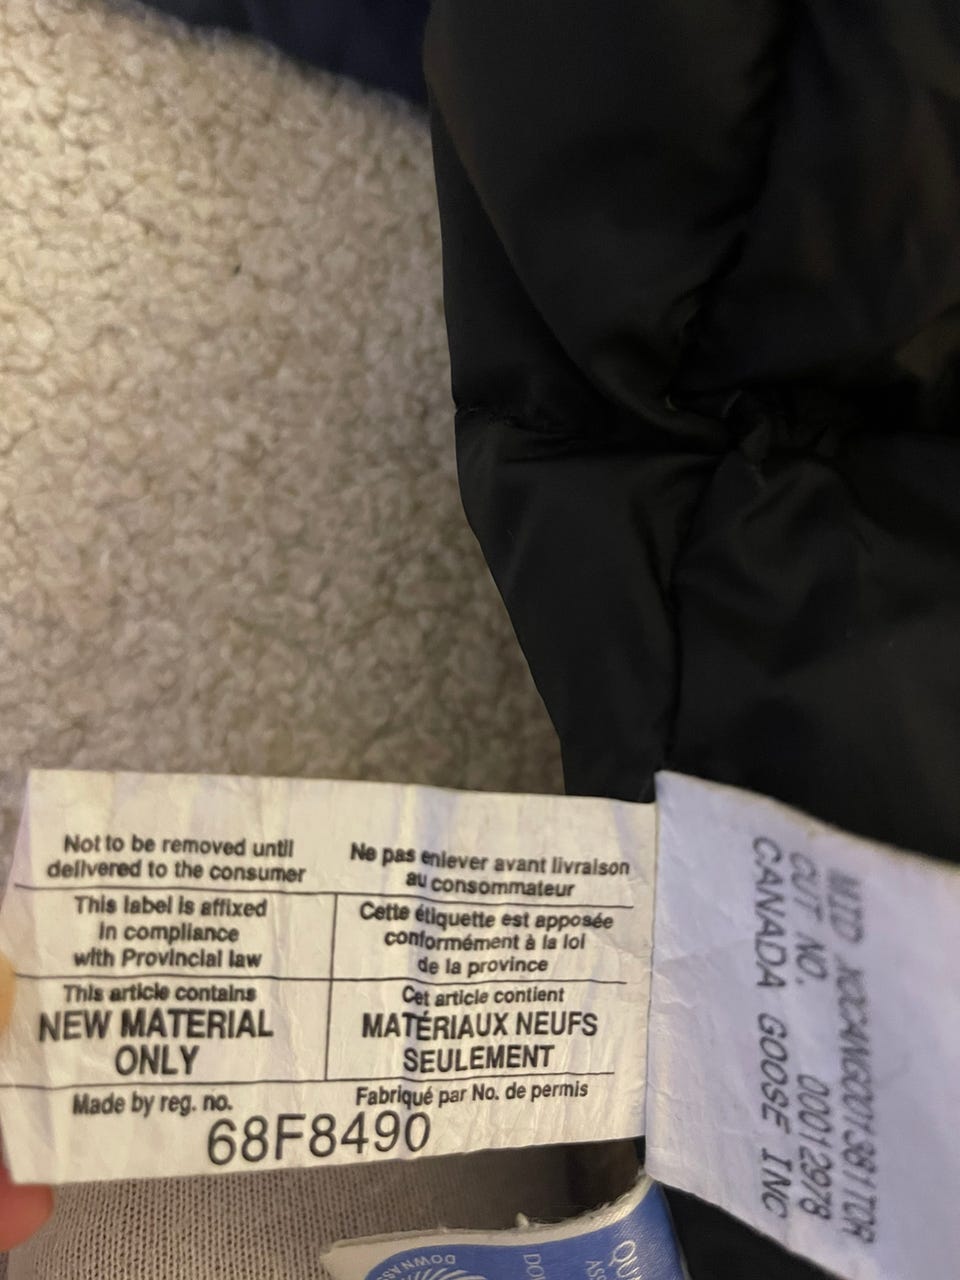 Not to be removed until
delivered to the consumer
This label is affixed
in compliance
with Provincial law
This article contains
NEW MATERIAL
ONLY
Made by reg. no.
Ne pas enlever avant livraison
au consommateur
Cette étiquette est apposée
conformément à la loi
de la province
Cet article contient
MATÉRIAUX NEUFS
SEULEMENT
Fabriqué par No. de permis
68F8490
CUT NO. 00012978
CANADA GOOSE INC